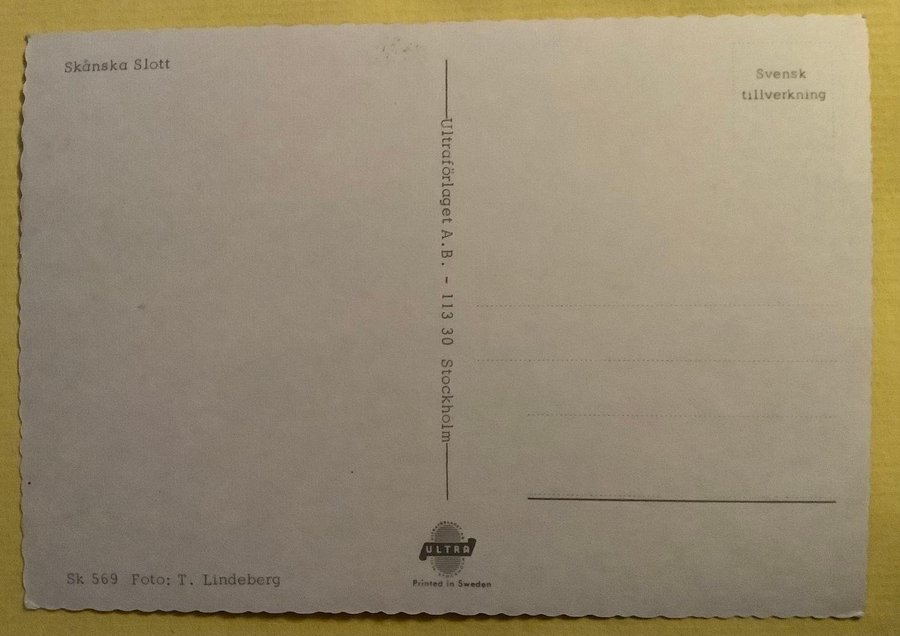 Skånska Slott
Svensk
tillverkning
Ultraförlaget A.B. - 113 30 Stockholm
Sk 569 Foto: T. Lindeberg
ULTRA
Printed in Sweden